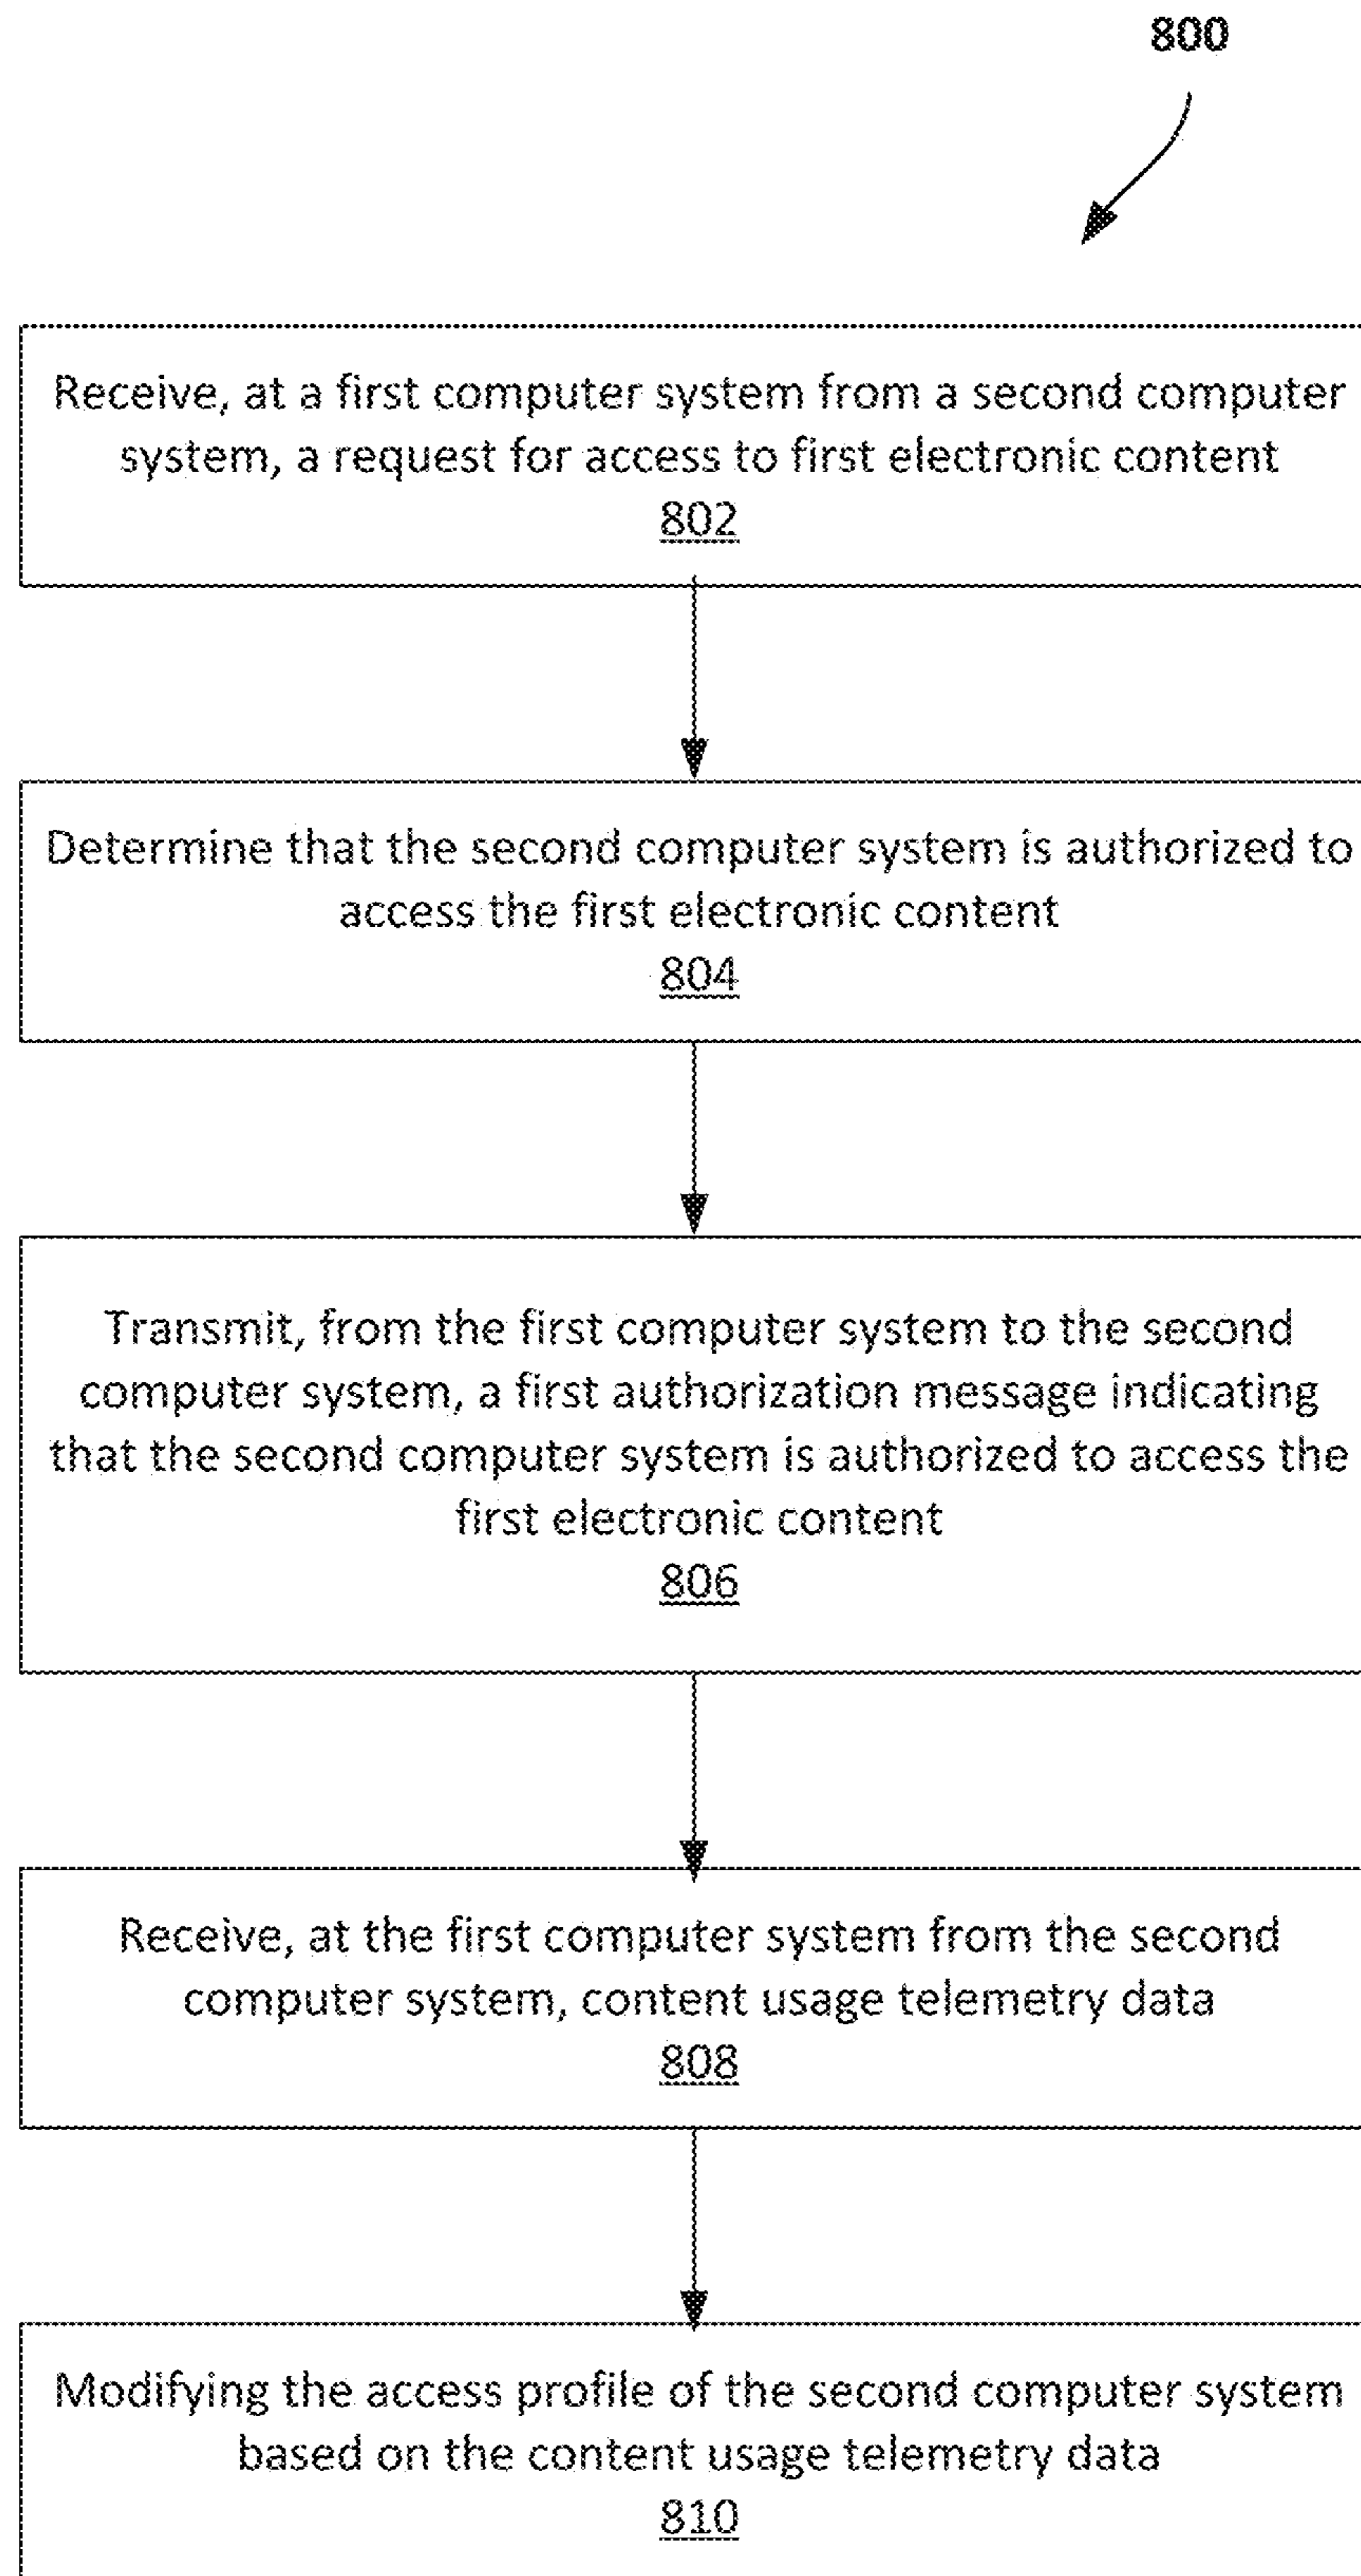 800
Receive, at a first computer system from a second computer
system, a request for access to first electronic content
802
Determine that the second computer system is authorized to
access the first electronic content
804
Transmit, from the first computer system to the second
computer system, a first authorization message indicating
that the second computer system is authorized to access the
first electronic content
806
Receive, at the first computer system from the second
computer system, content usage telemetry data
808
Modifying the access profile of the second computer system
based on the content usage telemetry data
810